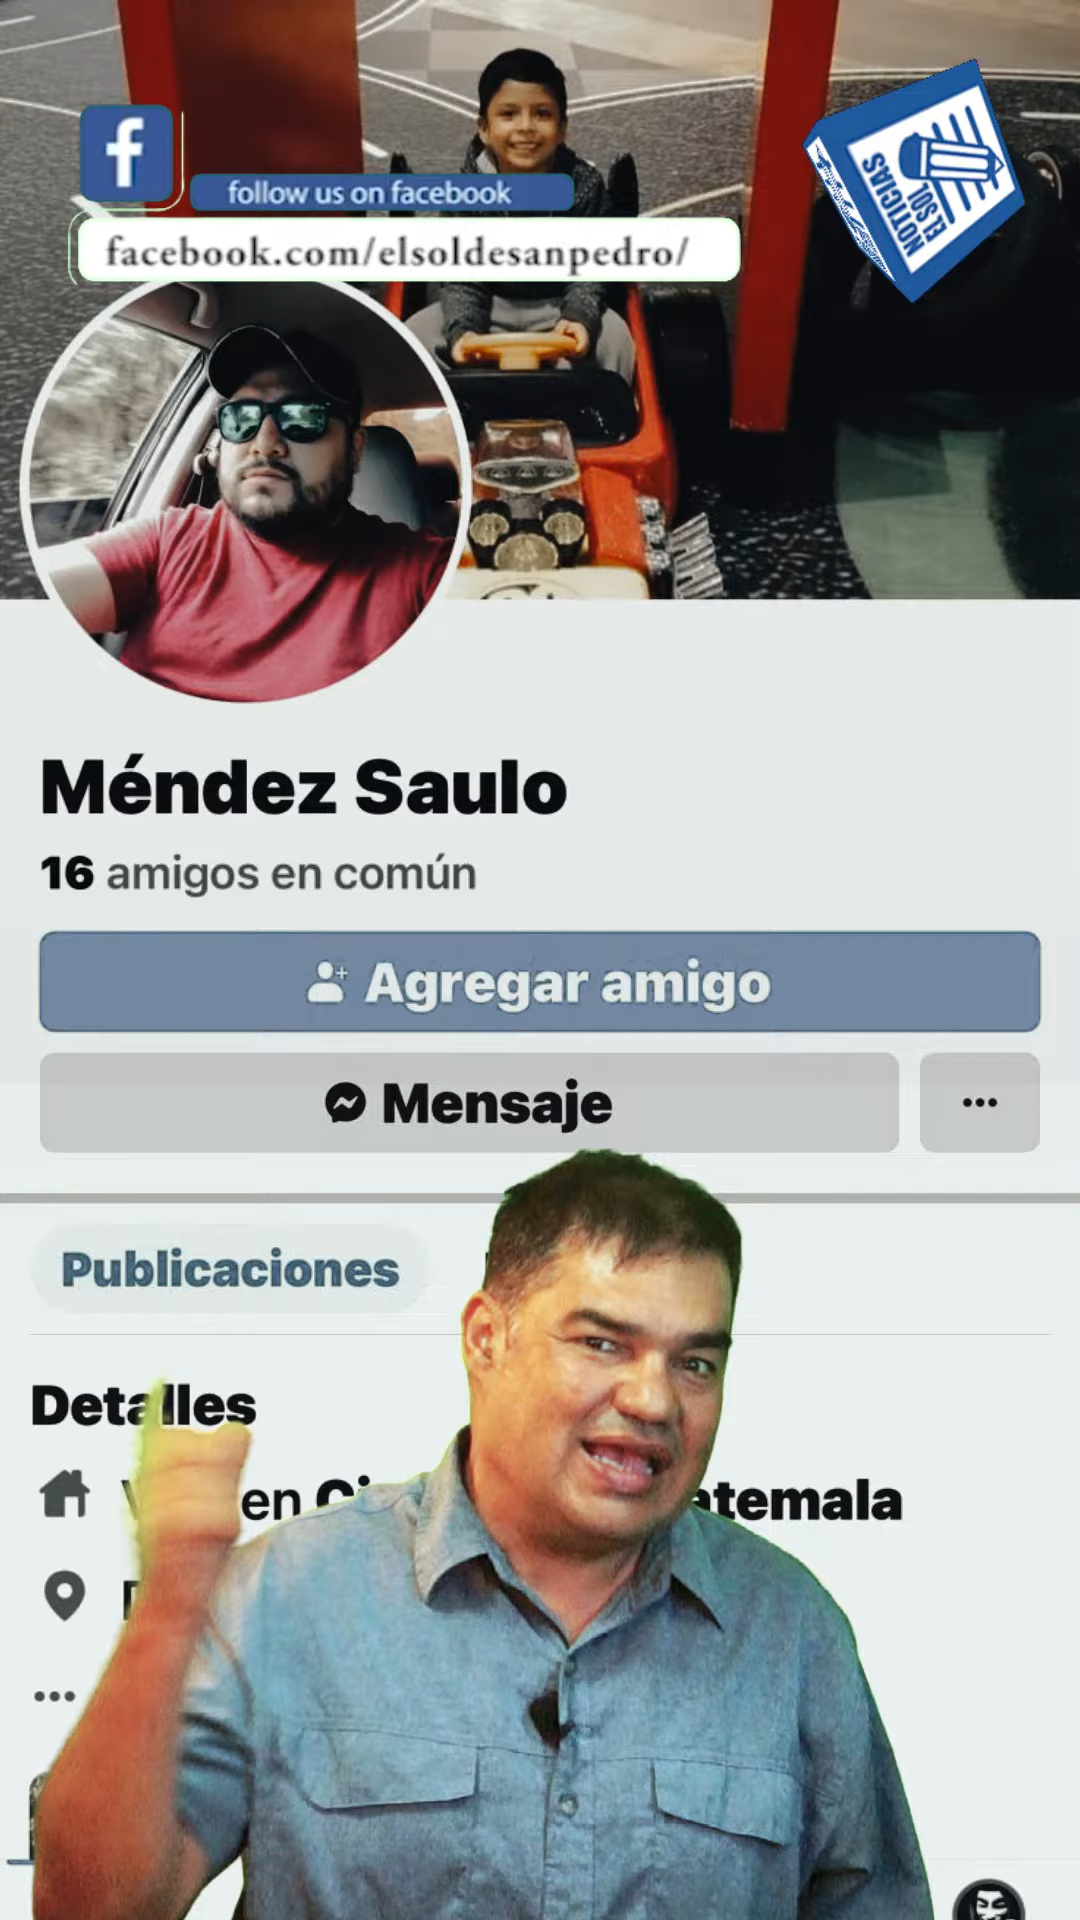 follow us on facebook
facebook.com/elsoldesanpedro/
NOTICIAS
EL SOL
Méndez Saulo
16 amigos en común
Agregar amigo
Mensaje
Publicaciones
Detalles
en
atemala